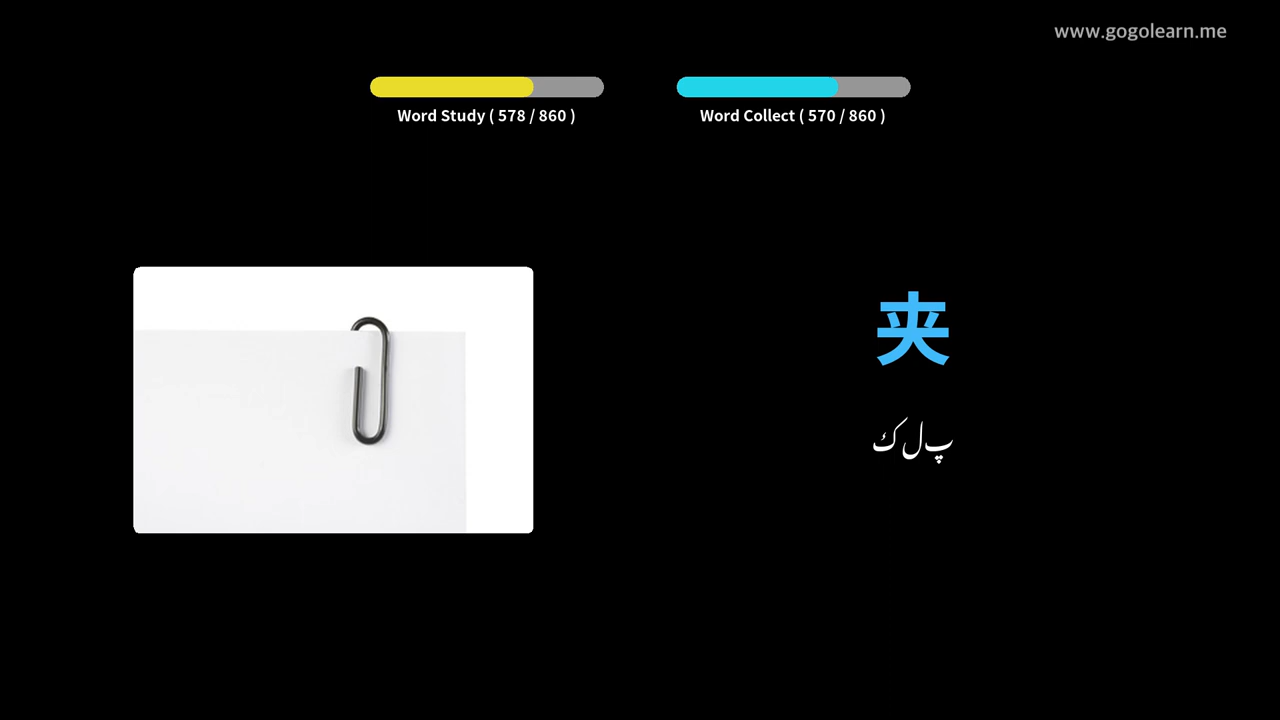 www.gogolearn.me
Word Study ( 578 / 860 )
Word Collect ( 570 / 860 )
夹
پ ل ك